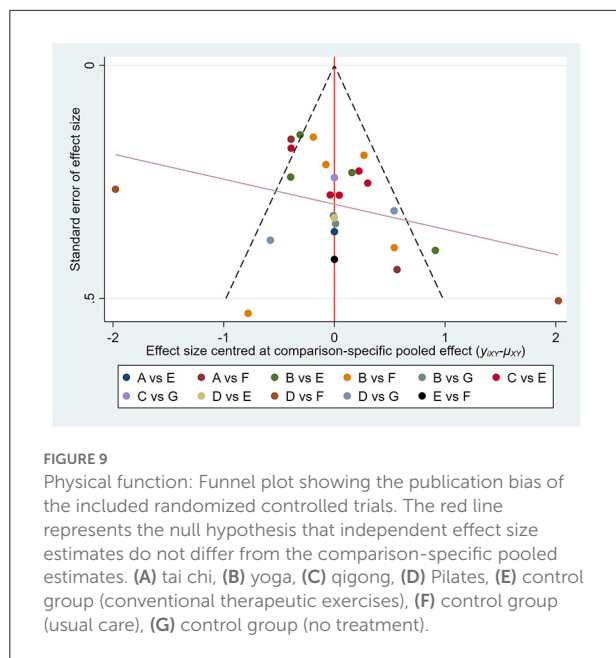 0
.5
Standard error of effect size
-2
-1
0
1
2
Effect size centred at comparison-specific pooled effect (yᵢXY-μXY)
A vs E
A vs F
B vs E
B vs F
B vs G
C vs E
C vs G
D vs E
D vs F
D vs G
E vs F
FIGURE 9
Physical function: Funnel plot showing the publication bias of
the included randomized controlled trials. The red line
represents the null hypothesis that independent effect size
estimates do not differ from the comparison-specific pooled
estimates. (A) tai chi, (B) yoga, (C) qigong, (D) Pilates, (E) control
group (conventional therapeutic exercises), (F) control group
(usual care), (G) control group (no treatment).